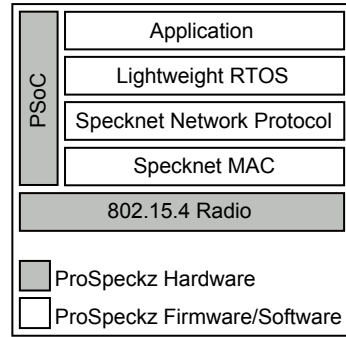 PSoC
Application
Lightweight RTOS
Specknet Network Protocol
Specknet MAC
802.15.4 Radio
ProSpeckz Hardware
ProSpeckz Firmware/Software